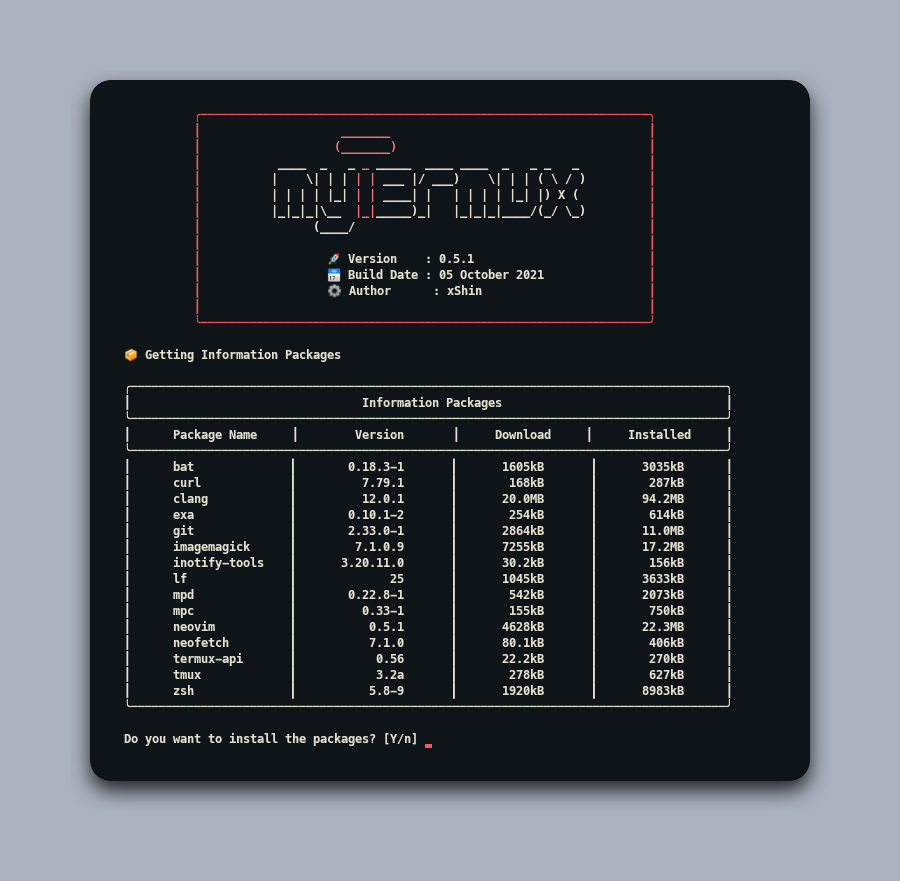 myTermux
🚀 Version    : 0.5.1
📅 Build Date : 05 October 2021
⚙️ Author      : xShin
📦 Getting Information Packages
Information Packages
Package Name | Version | Download | Installed
bat | 0.18.3-1 | 1605kB | 3035kB
curl | 7.79.1 | 168kB | 287kB
clang | 12.0.1 | 20.0MB | 94.2MB
exa | 0.10.1-2 | 254kB | 614kB
git | 2.33.0-1 | 2864kB | 11.0MB
imagemagick | 7.1.0.9 | 7255kB | 17.2MB
inotify-tools | 3.20.11.0 | 30.2kB | 156kB
lf | 25 | 1045kB | 3633kB
mpd | 0.22.8-1 | 542kB | 2073kB
mpc | 0.33-1 | 155kB | 750kB
neovim | 0.5.1 | 4628kB | 22.3MB
neofetch | 7.1.0 | 80.1kB | 406kB
termux-api | 0.56 | 22.2kB | 270kB
tmux | 3.2a | 278kB | 627kB
zsh | 5.8-9 | 1920kB | 8983kB
Do you want to install the packages? [Y/n]